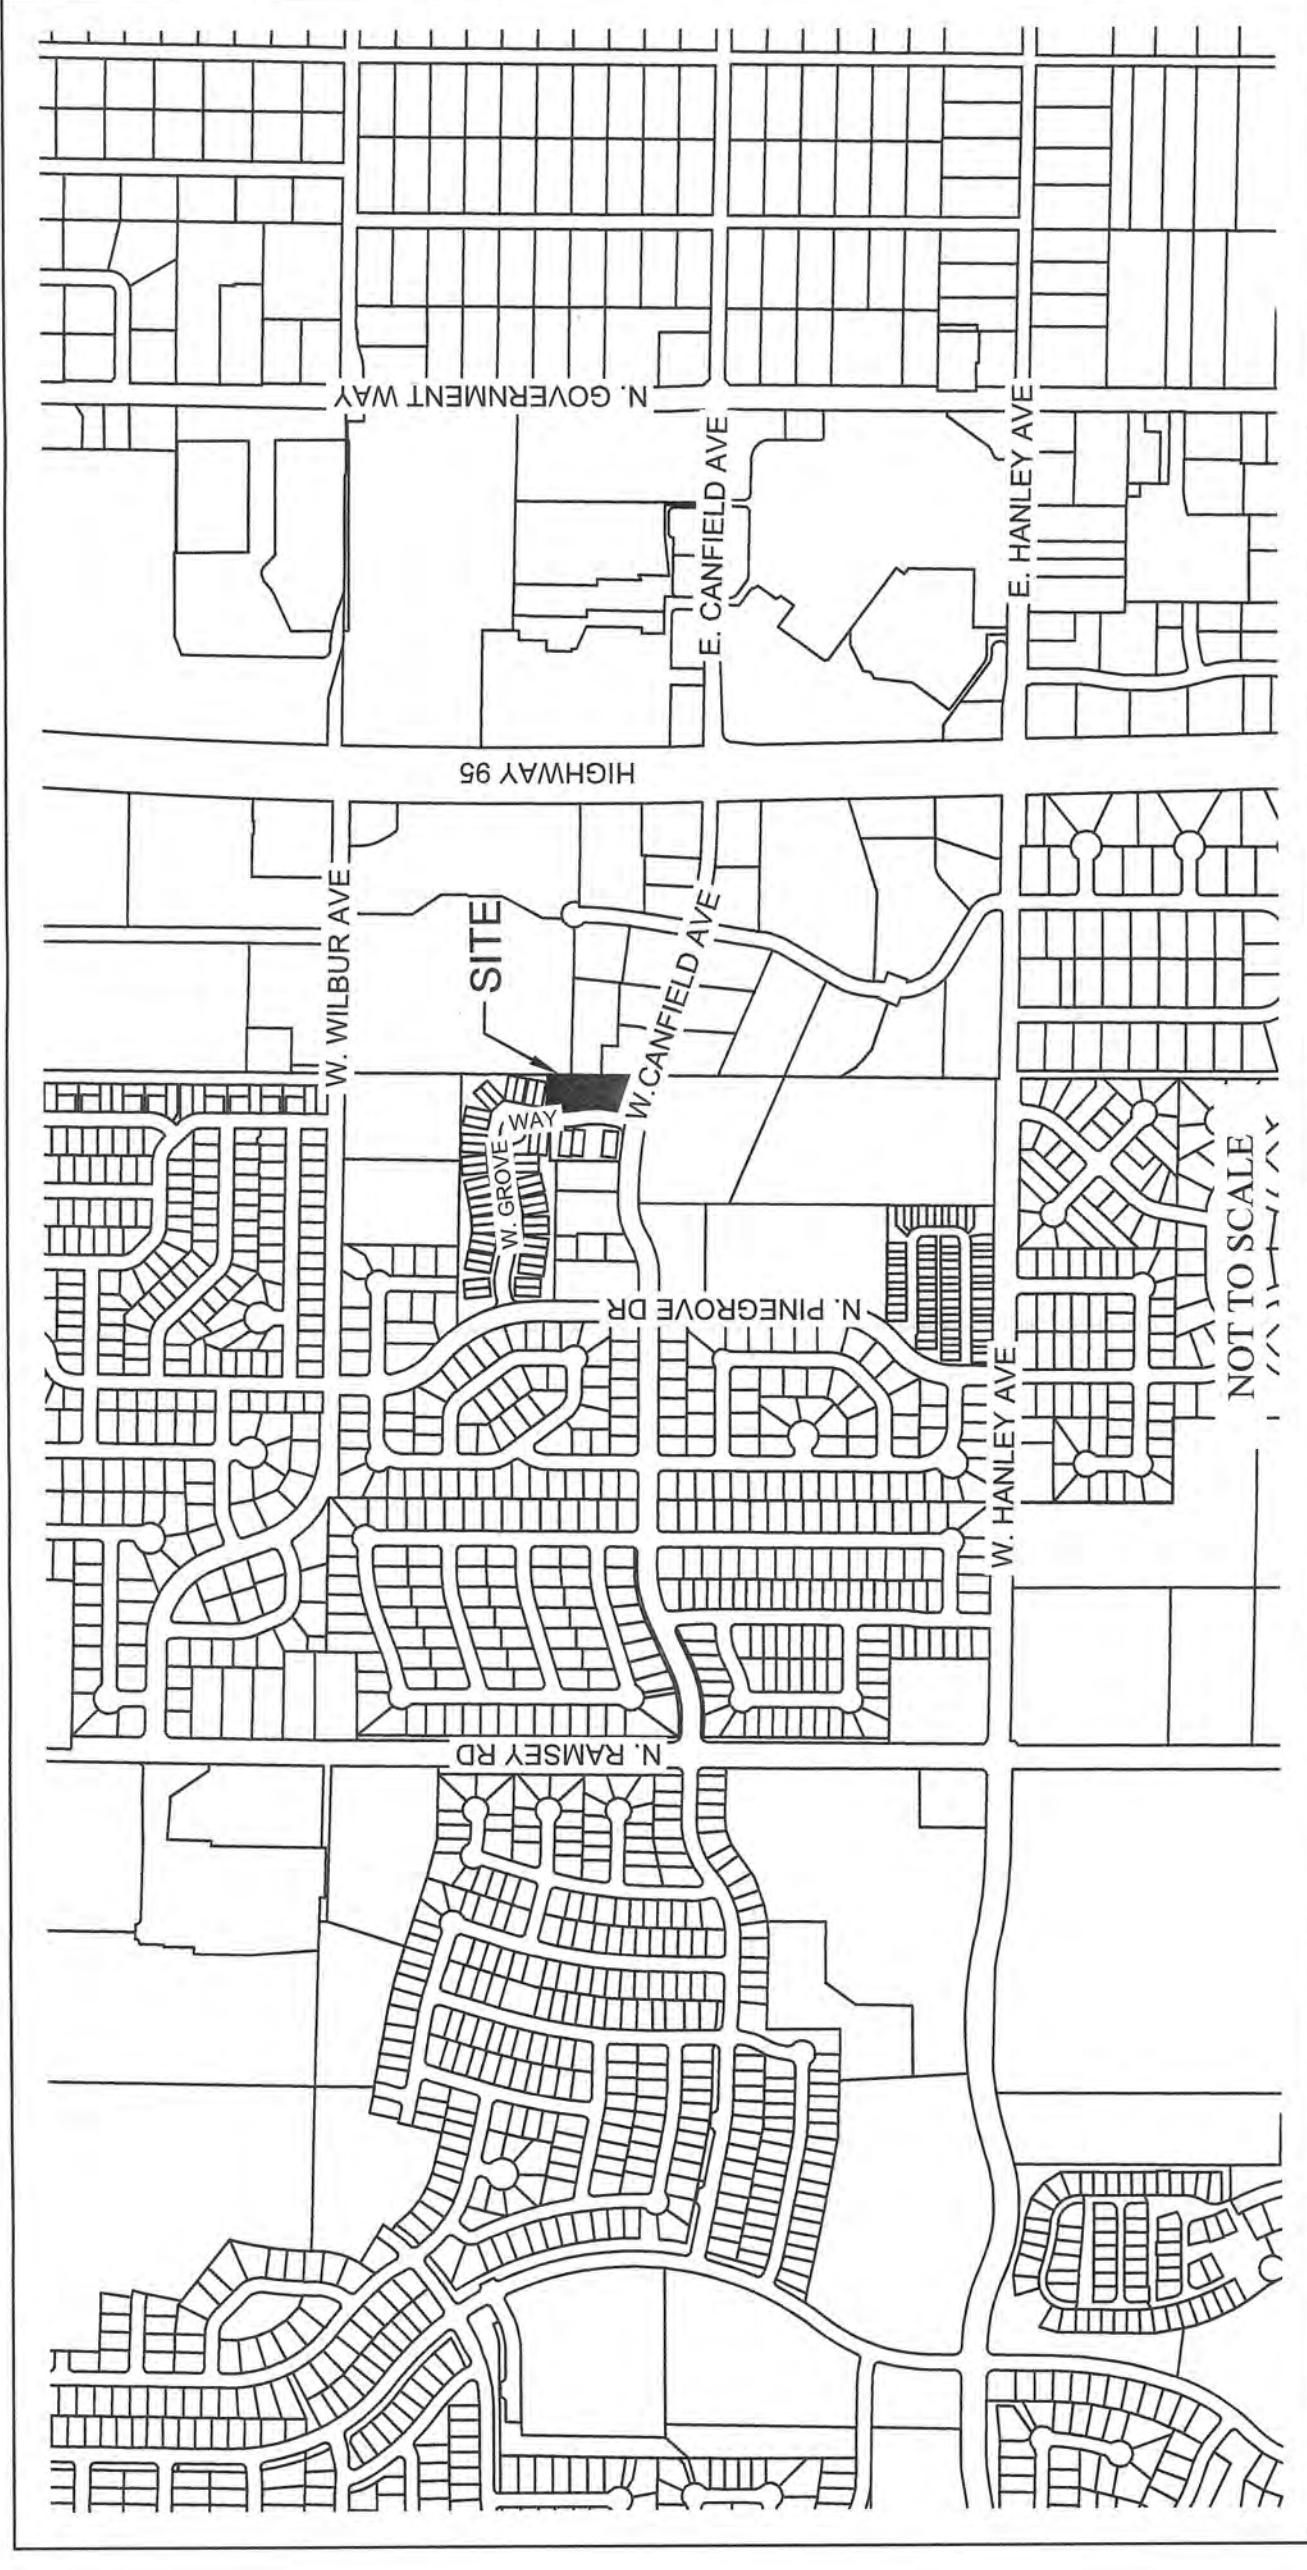 N. GOVERNMENT WAY
E. CANFIELD AVE
E. HANLEY AVE
HIGHWAY 95
W. WILBUR AVE
SITE
W. CANFIELD AVE
W. GROVE WAY
N. PINEGROVE DR
W. HANLEY AVE
NOT TO SCALE
N. RAMSEY RD